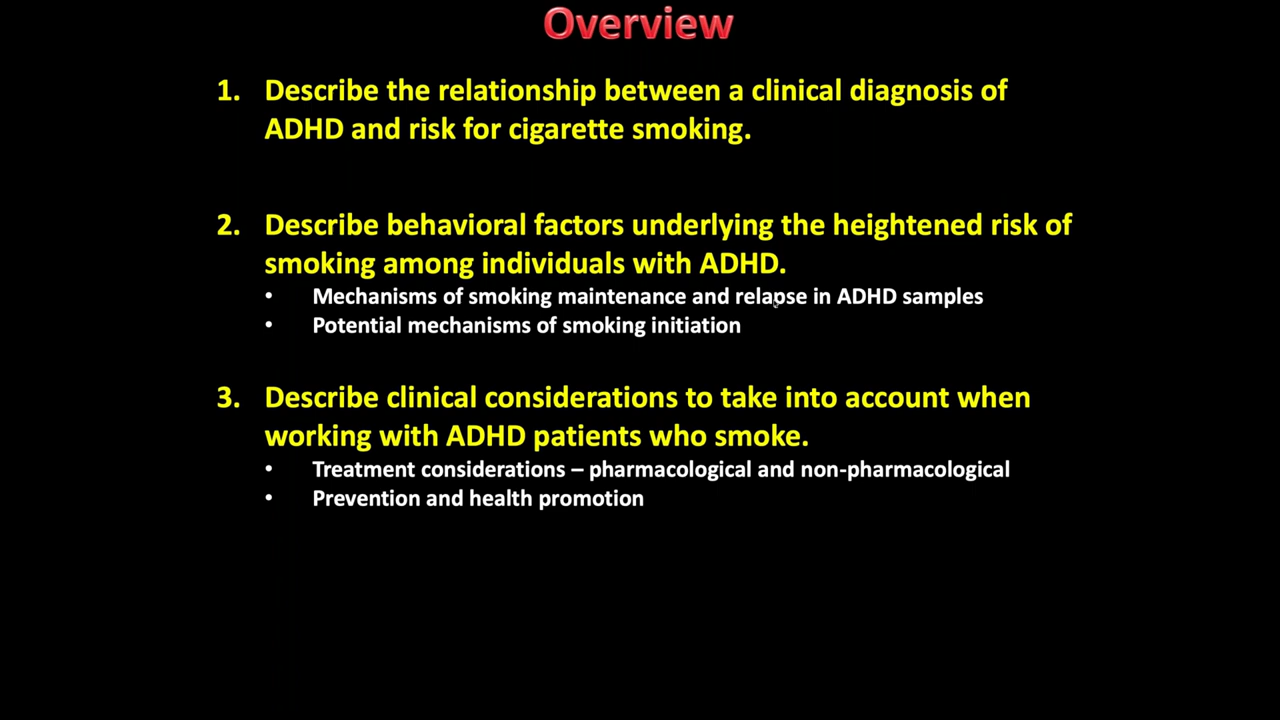 Overview
1. Describe the relationship between a clinical diagnosis of
ADHD and risk for cigarette smoking.
2. Describe behavioral factors underlying the heightened risk of
smoking among individuals with ADHD.
• Mechanisms of smoking maintenance and relapse in ADHD samples
• Potential mechanisms of smoking initiation
3. Describe clinical considerations to take into account when
working with ADHD patients who smoke.
• Treatment considerations – pharmacological and non-pharmacological
• Prevention and health promotion